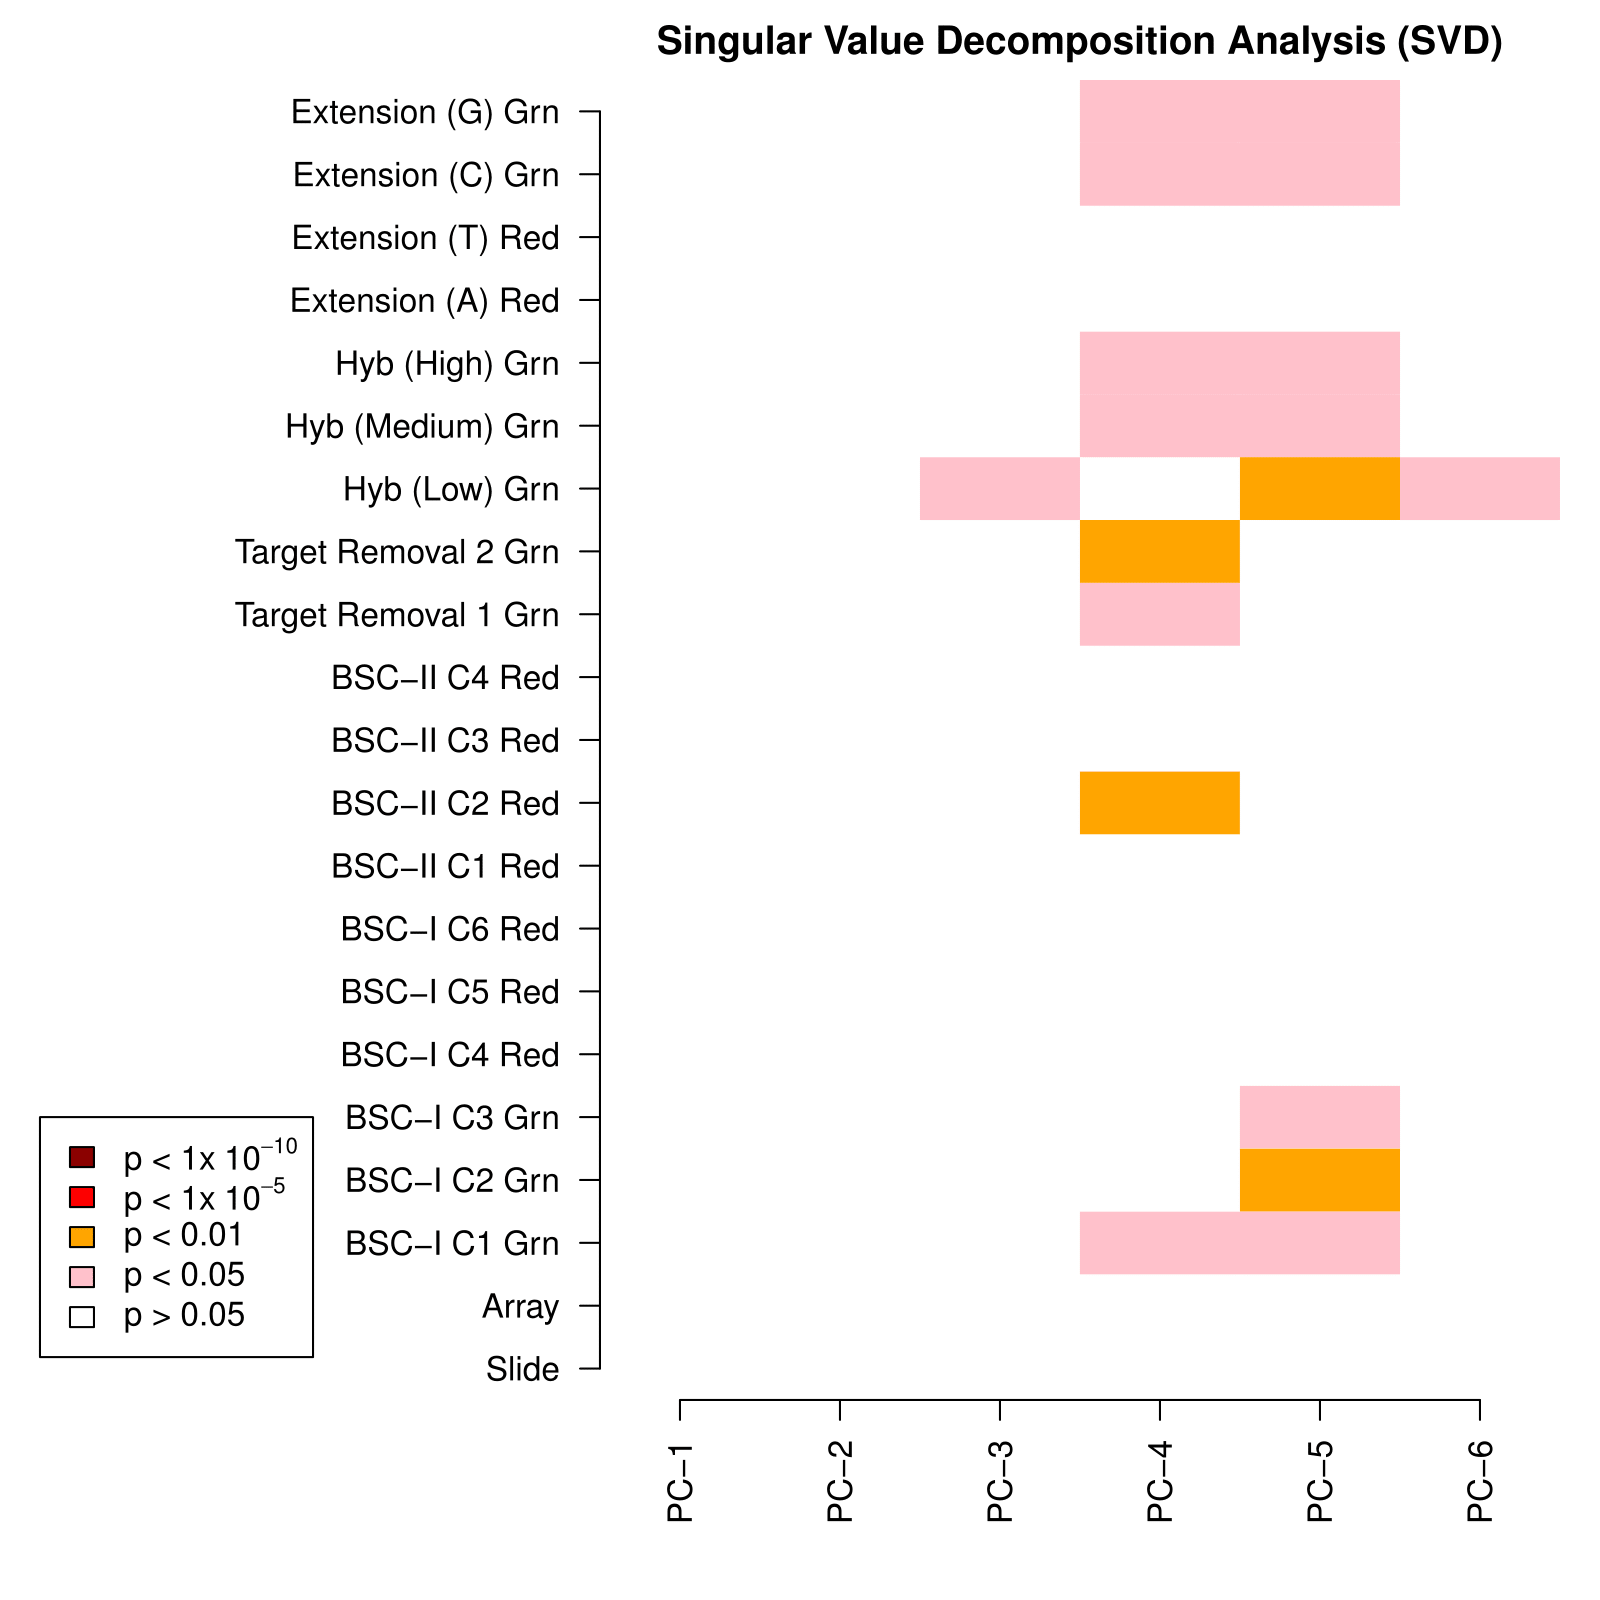 Singular Value Decomposition Analysis (SVD)
Extension (G) Grn
Extension (C) Grn
Extension (T) Red
Extension (A) Red
Hyb (High) Grn
Hyb (Medium) Grn
Hyb (Low) Grn
Target Removal 2 Grn
Target Removal 1 Grn
BSC−II C4 Red
BSC−II C3 Red
BSC−II C2 Red
BSC−II C1 Red
BSC−I C6 Red
BSC−I C5 Red
BSC−I C4 Red
BSC−I C3 Grn
BSC−I C2 Grn
BSC−I C1 Grn
Array
Slide
p < 1x 10⁻¹⁰
p < 1x 10⁻⁵
p < 0.01
p < 0.05
p > 0.05
PC−1
PC−2
PC−3
PC−4
PC−5
PC−6